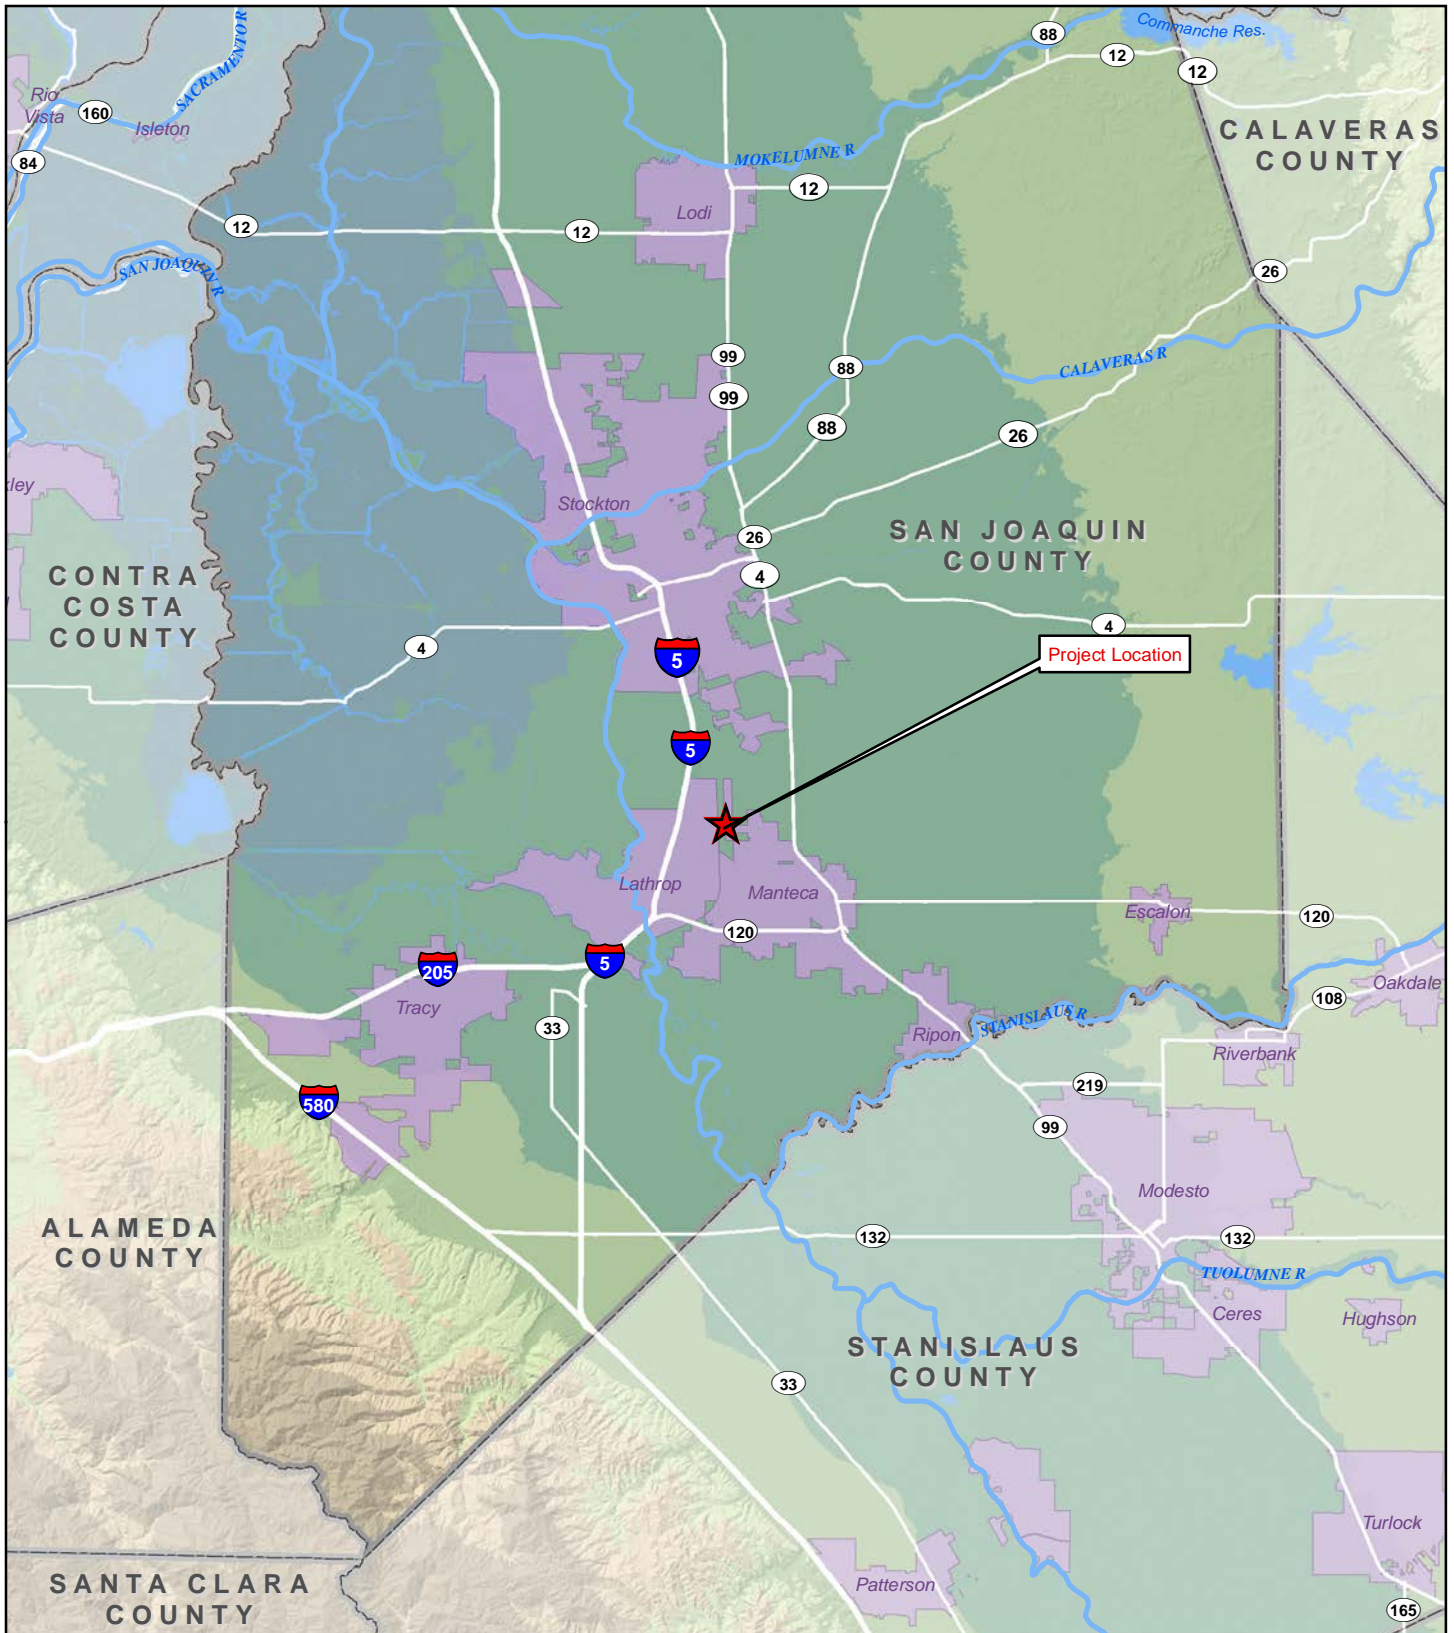 88
Commanche Res.
12
12
Rio
Vista
160
SACRAMENTO R
Isleton
CALAVERAS
COUNTY
84
MOKELUMNE R
12
Lodi
12
12
SAN JOAQUIN R
26
99
88
CALAVERAS R
99
88
26
kley
Stockton
SAN JOAQUIN
COUNTY
26
4
CONTRA
COSTA
COUNTY
4
4
5
Project Location
5
Lathrop
Manteca
Escalon
120
120
5
205
Tracy
Oakdale
108
33
Ripon
STANISLAUS R
Riverbank
580
219
99
Modesto
ALAMEDA
COUNTY
132
132
TUOLUMNE R
Ceres
Hughson
STANISLAUS
COUNTY
33
Turlock
SANTA CLARA
COUNTY
Patterson
165